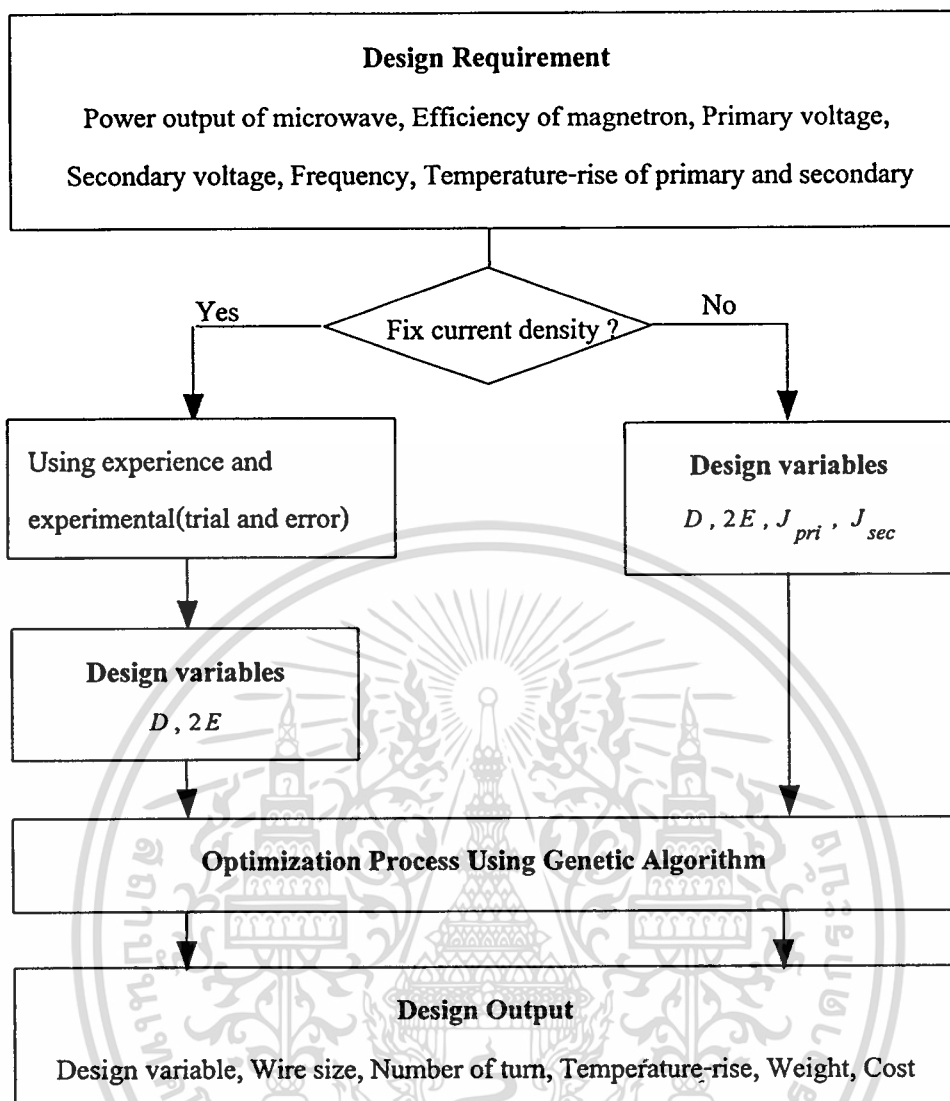 Design Requirement
Power output of microwave, Efficiency of magnetron, Primary voltage,
Secondary voltage, Frequency, Temperature-rise of primary and secondary
Fix current density ?
Yes
No
Using experience and
experimental(trial and error)
Design variables
D , 2E
Design variables
D , 2E , J_pri , J_sec
Optimization Process Using Genetic Algorithm
Design Output
Design variable, Wire size, Number of turn, Temperature-rise, Weight, Cost